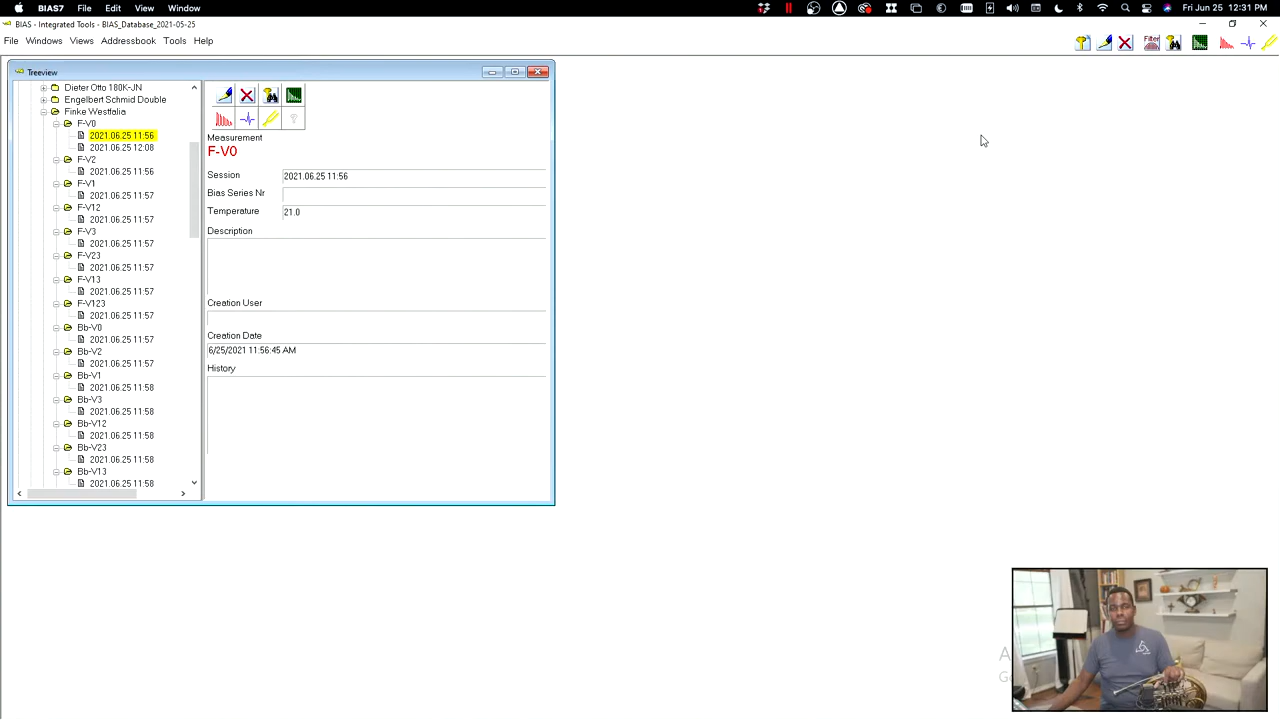 BIAS7 File Edit View Window Fri Jun 25 12:31 PM
BIAS - Integrated Tools - BIAS_Database_2021-05-25
File Windows Views Addressbook Tools Help
Filter
Treeview
Dieter Otto 180K-JN
Engelbert Schmid Double
Finke Westfalia
F-V0
2021.06.25 11:56
2021.06.25 12:08
F-V2
2021.06.25 11:56
F-V1
2021.06.25 11:57
F-V12
2021.06.25 11:57
F-V3
2021.06.25 11:57
F-V23
2021.06.25 11:57
F-V13
2021.06.25 11:57
F-V123
2021.06.25 11:57
Bb-V0
2021.06.25 11:57
Bb-V2
2021.06.25 11:57
Bb-V1
2021.06.25 11:58
Bb-V3
2021.06.25 11:58
Bb-V12
2021.06.25 11:58
Bb-V23
2021.06.25 11:58
Bb-V13
2021.06.25 11:58
Measurement
F-V0
Session 2021.06.25 11:56
Bias Series Nr
Temperature 21.0
Description
Creation User
Creation Date
6/25/2021 11:56:45 AM
History